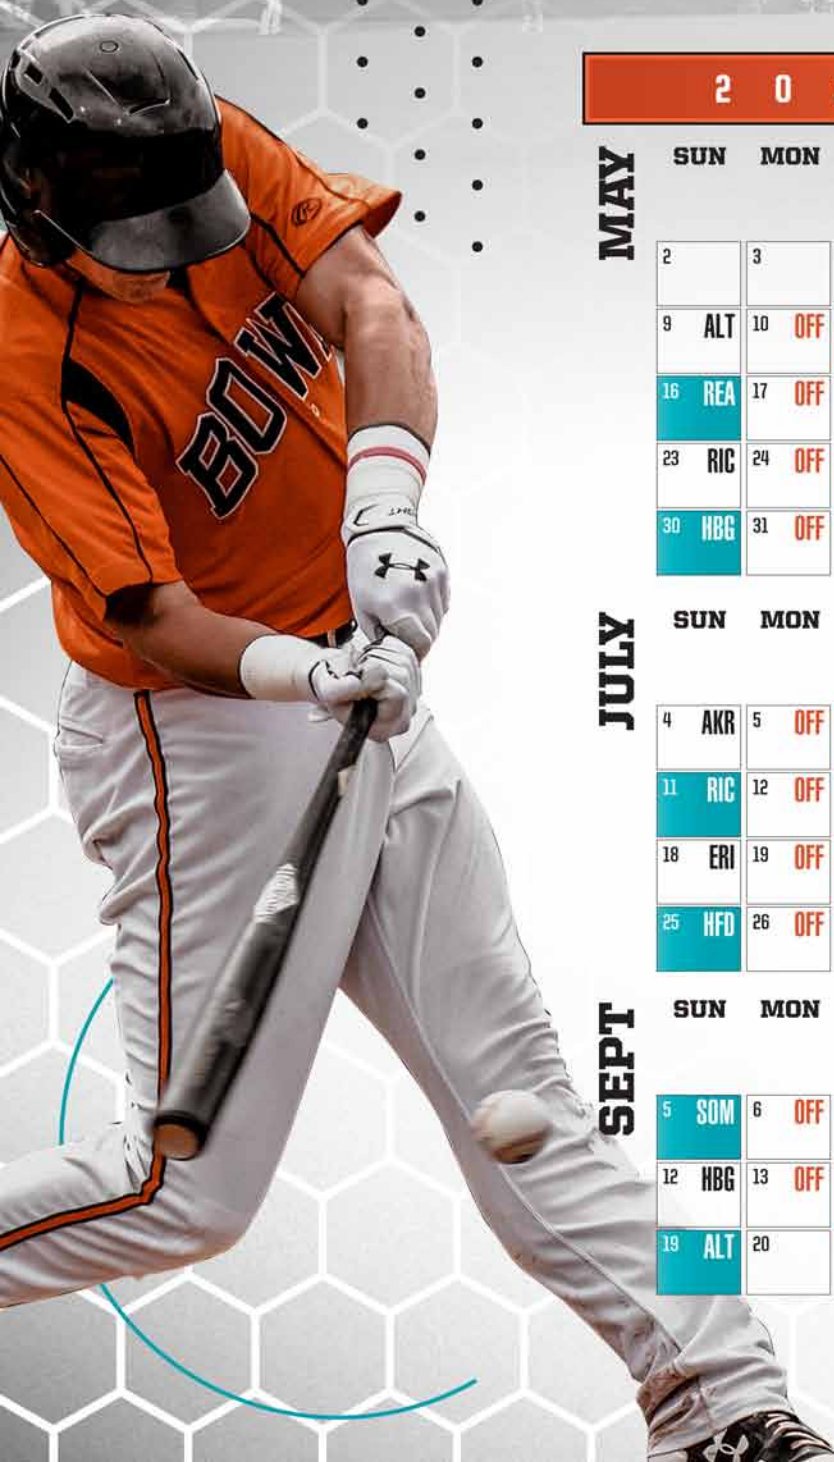 2 0
MAY
SUN MON
2 3
9 ALT 10 OFF
16 REA 17 OFF
23 RIC 24 OFF
30 HBG 31 OFF
JULY
SUN MON
4 AKR 5 OFF
11 RIC 12 OFF
18 ERI 19 OFF
25 HFD 26 OFF
SEPT
SUN MON
5 SOM 6 OFF
12 HBG 13 OFF
19 ALT 20
BOWI